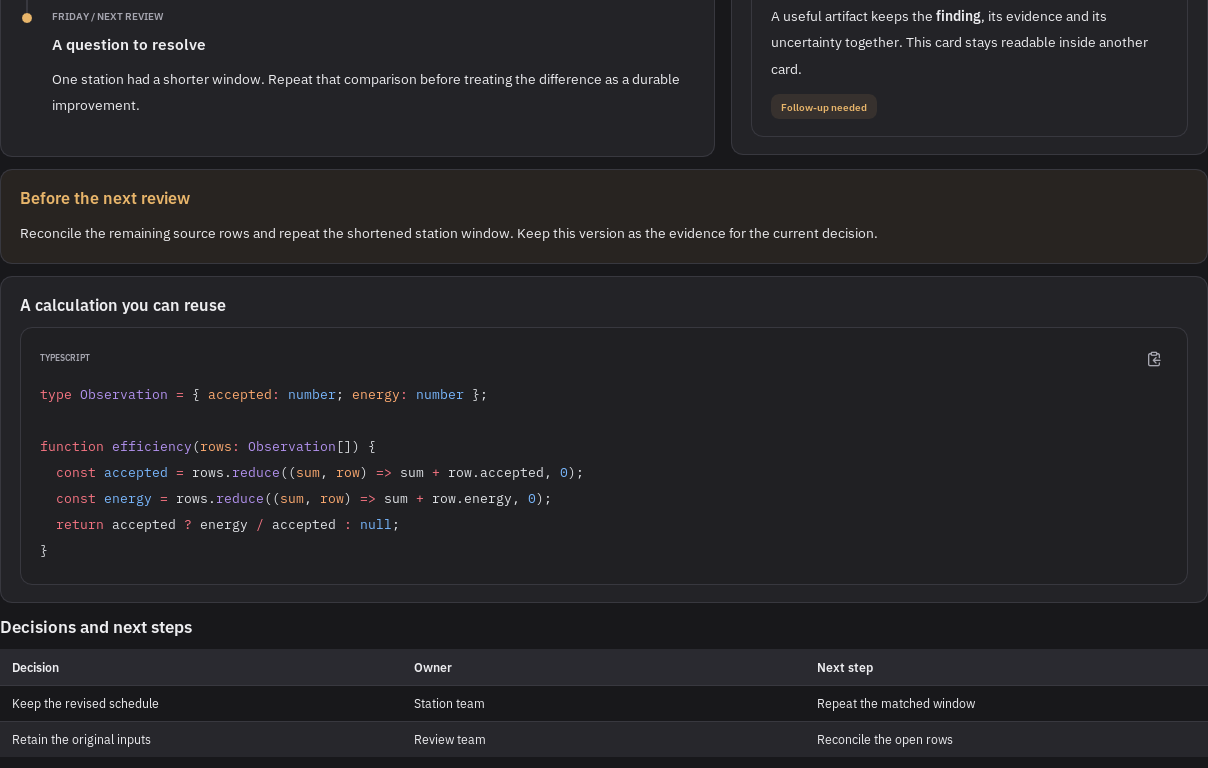 FRIDAY / NEXT REVIEW
A question to resolve
One station had a shorter window. Repeat that comparison before treating the difference as a durable
improvement.
A useful artifact keeps the finding, its evidence and its
uncertainty together. This card stays readable inside another
card.
Follow-up needed
Before the next review
Reconcile the remaining source rows and repeat the shortened station window. Keep this version as the evidence for the current decision.
A calculation you can reuse
TYPESCRIPT
type Observation = { accepted: number; energy: number };
function efficiency(rows: Observation[]) {
  const accepted = rows.reduce((sum, row) => sum + row.accepted, 0);
  const energy = rows.reduce((sum, row) => sum + row.energy, 0);
  return accepted ? energy / accepted : null;
}
Decisions and next steps
Decision Owner Next step
Keep the revised schedule Station team Repeat the matched window
Retain the original inputs Review team Reconcile the open rows